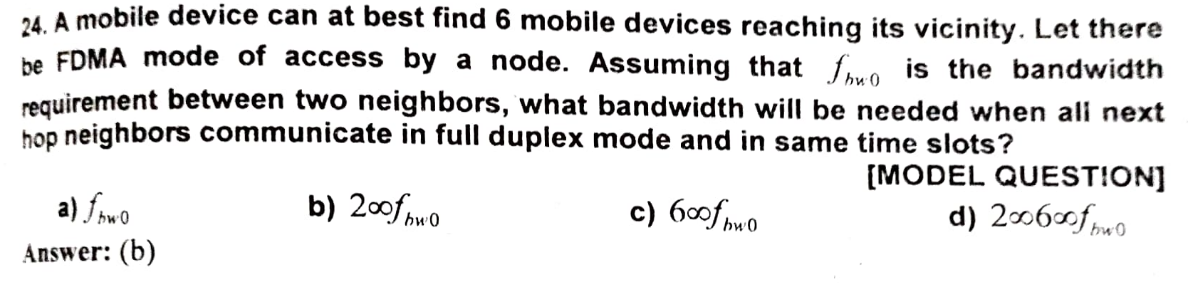 24. A mobile device can at best find 6 mobile devices reaching its vicinity. Let there
be FDMA mode of access by a node. Assuming that f_bw0 is the bandwidth
requirement between two neighbors, what bandwidth will be needed when all next
hop neighbors communicate in full duplex mode and in same time slots?
[MODEL QUESTION]
a) f_bw0 b) 2∞f_bw0 c) 6∞f_bw0 d) 2∞6∞f_bw0
Answer: (b)